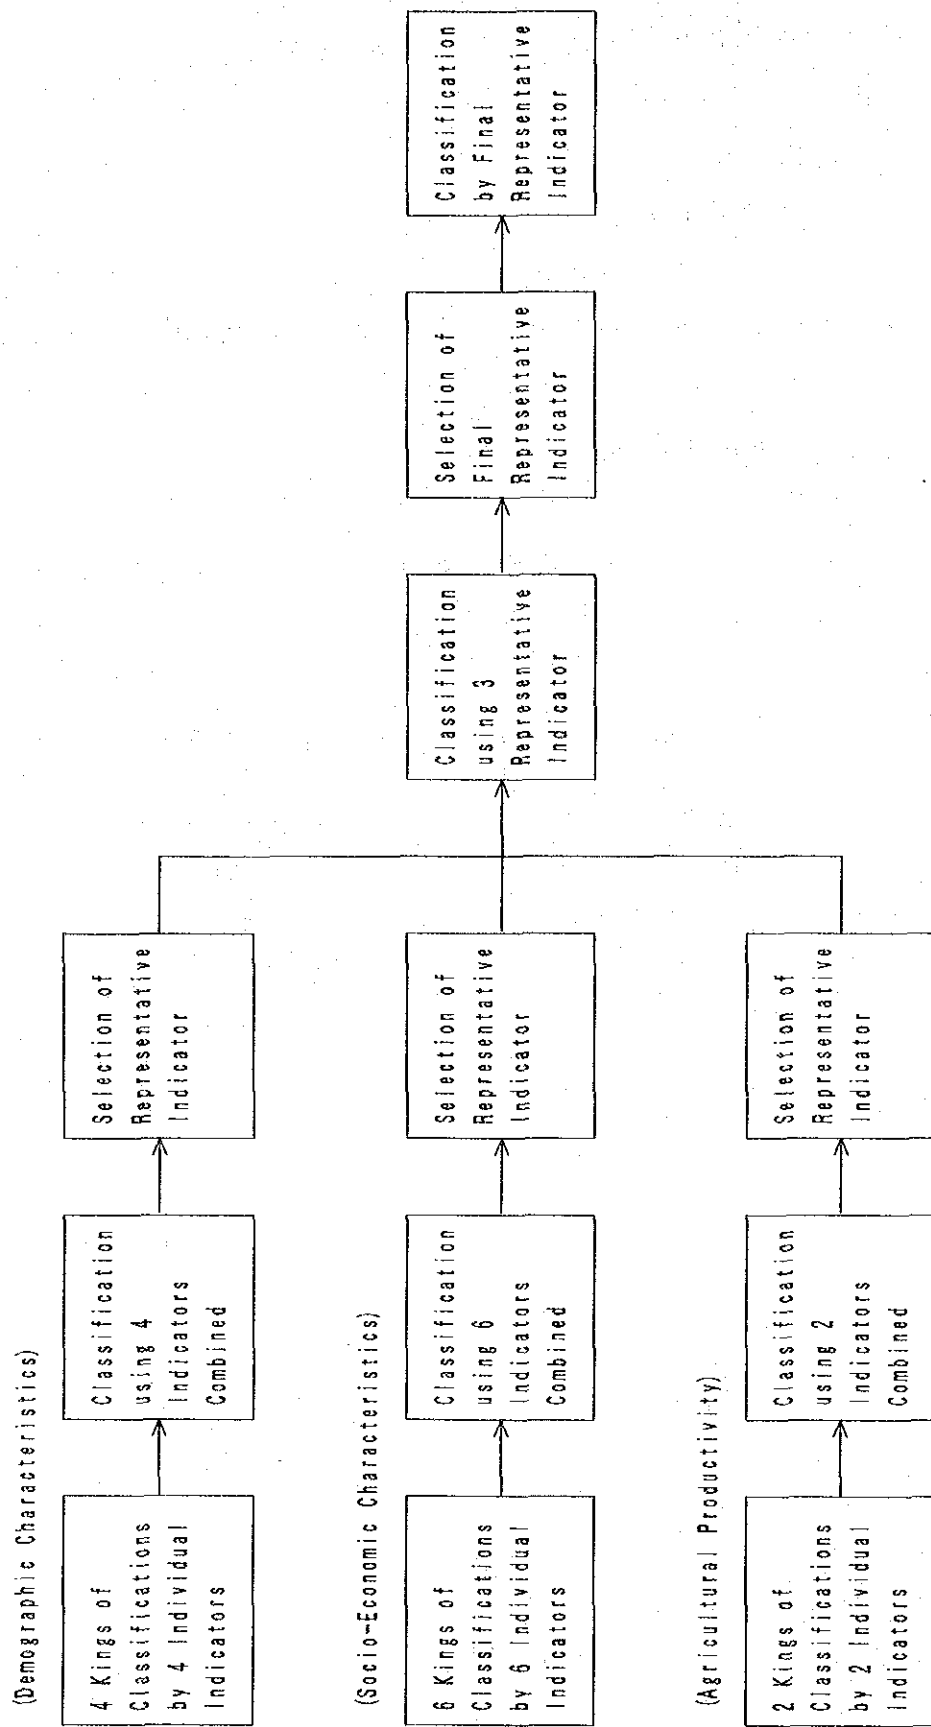 (Demographic Characteristics)
4 Kings of
Classifications
by 4 Individual
Indicators
Classification
using 4
Indicators
Combined
Selection of
Representative
Indicator
(Socio-Economic Characteristics)
6 Kings of
Classifications
by 6 Individual
Indicators
Classification
using 6
Indicators
Combined
Selection of
Representative
Indicator
(Agricultural Productivity)
2 Kings of
Classifications
by 2 Individual
Indicators
Classification
using 2
Indicators
Combined
Selection of
Representative
Indicator
Classification
using 3
Representative
Indicator
Selection of
Final
Representative
Indicator
Classification
by Final
Representative
Indicator